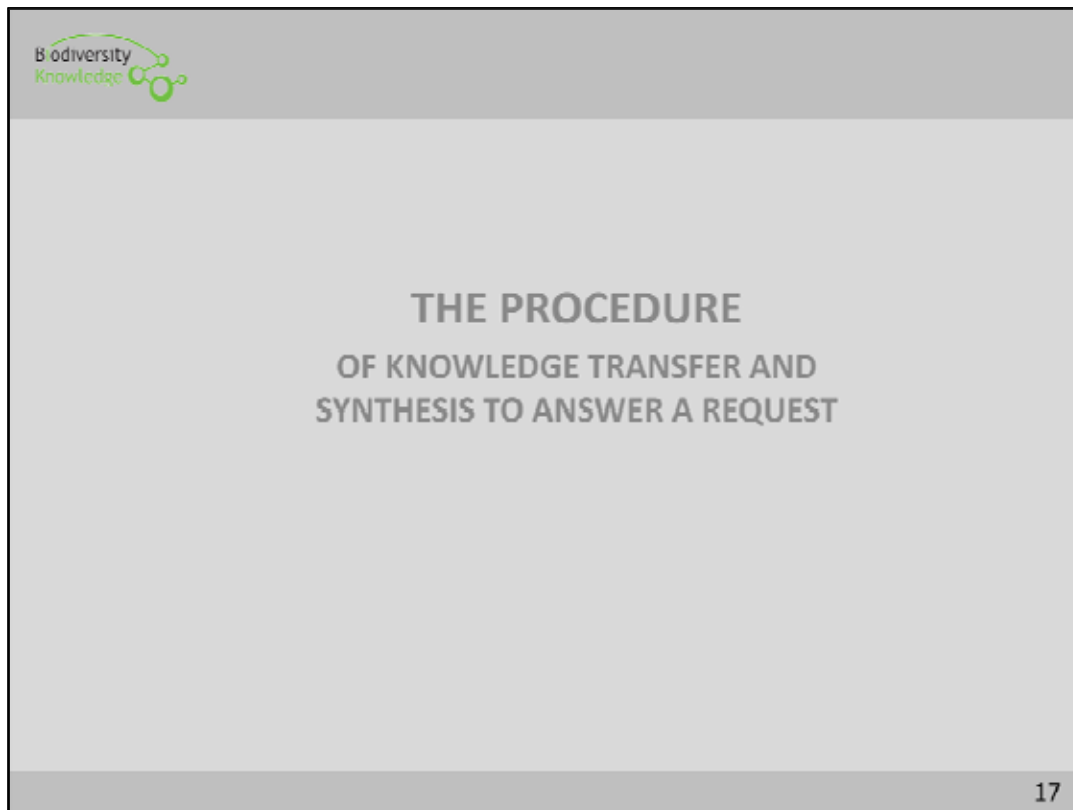 Biodiversity
Knowledge
THE PROCEDURE
OF KNOWLEDGE TRANSFER AND
SYNTHESIS TO ANSWER A REQUEST
17